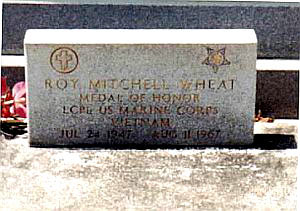 ROY MITCHELL WHEAT
MEDAL OF HONOR
LCPL US MARINE CORPS
VIETNAM
JUL 24 1947 AUG 11 1967